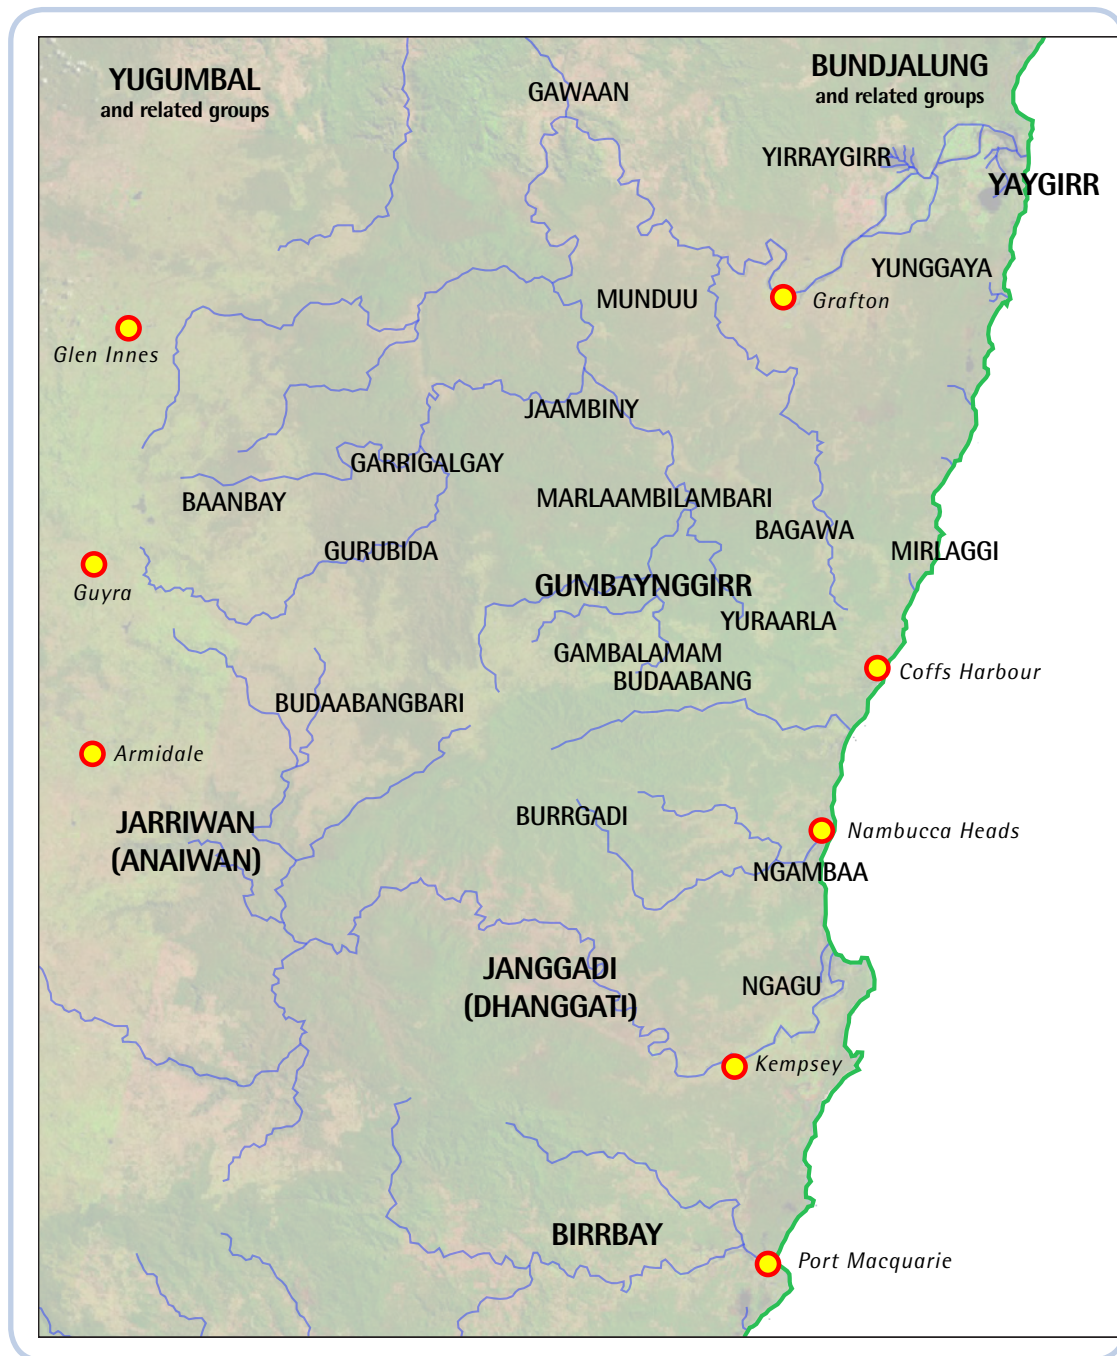 YUGUMBAL
and related groups
BUNDJALUNG
and related groups
GAWAAN
YIRRAYGIRR
YAYGIRR
YUNGGAYA
MUNDUU
Grafton
Glen Innes
JAAMBINY
GARRIGALGAY
BAANBAY
MARLAAMBILAMBARI
BAGAWA
GURUBIDA
MIRLAGGI
Guyra
GUMBAYNGGIRR
YURAARLA
GAMBALAMAM
BUDAABANG
Coffs Harbour
BUDAABANGBARI
Armidale
JARRIWAN
(ANAIWAN)
BURRGADI
Nambucca Heads
NGAMBAA
JANGGADI
(DHANGGATI)
NGAGU
Kempsey
BIRRBAY
Port Macquarie